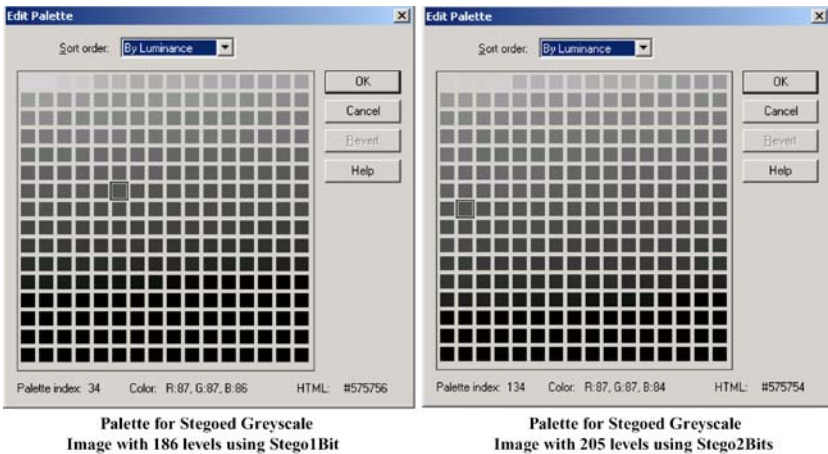 Edit Palette
Sort order: By Luminance
OK
Cancel
Revert
Help
Palette index: 34 Color: R:87, G:87, B:86 HTML: #575756
Palette for Stegoed Greyscale
Image with 186 levels using Stego1Bit
Edit Palette
Sort order: By Luminance
OK
Cancel
Revert
Help
Palette index: 134 Color: R:87, G:87, B:84 HTML: #575754
Palette for Stegoed Greyscale
Image with 205 levels using Stego2Bits